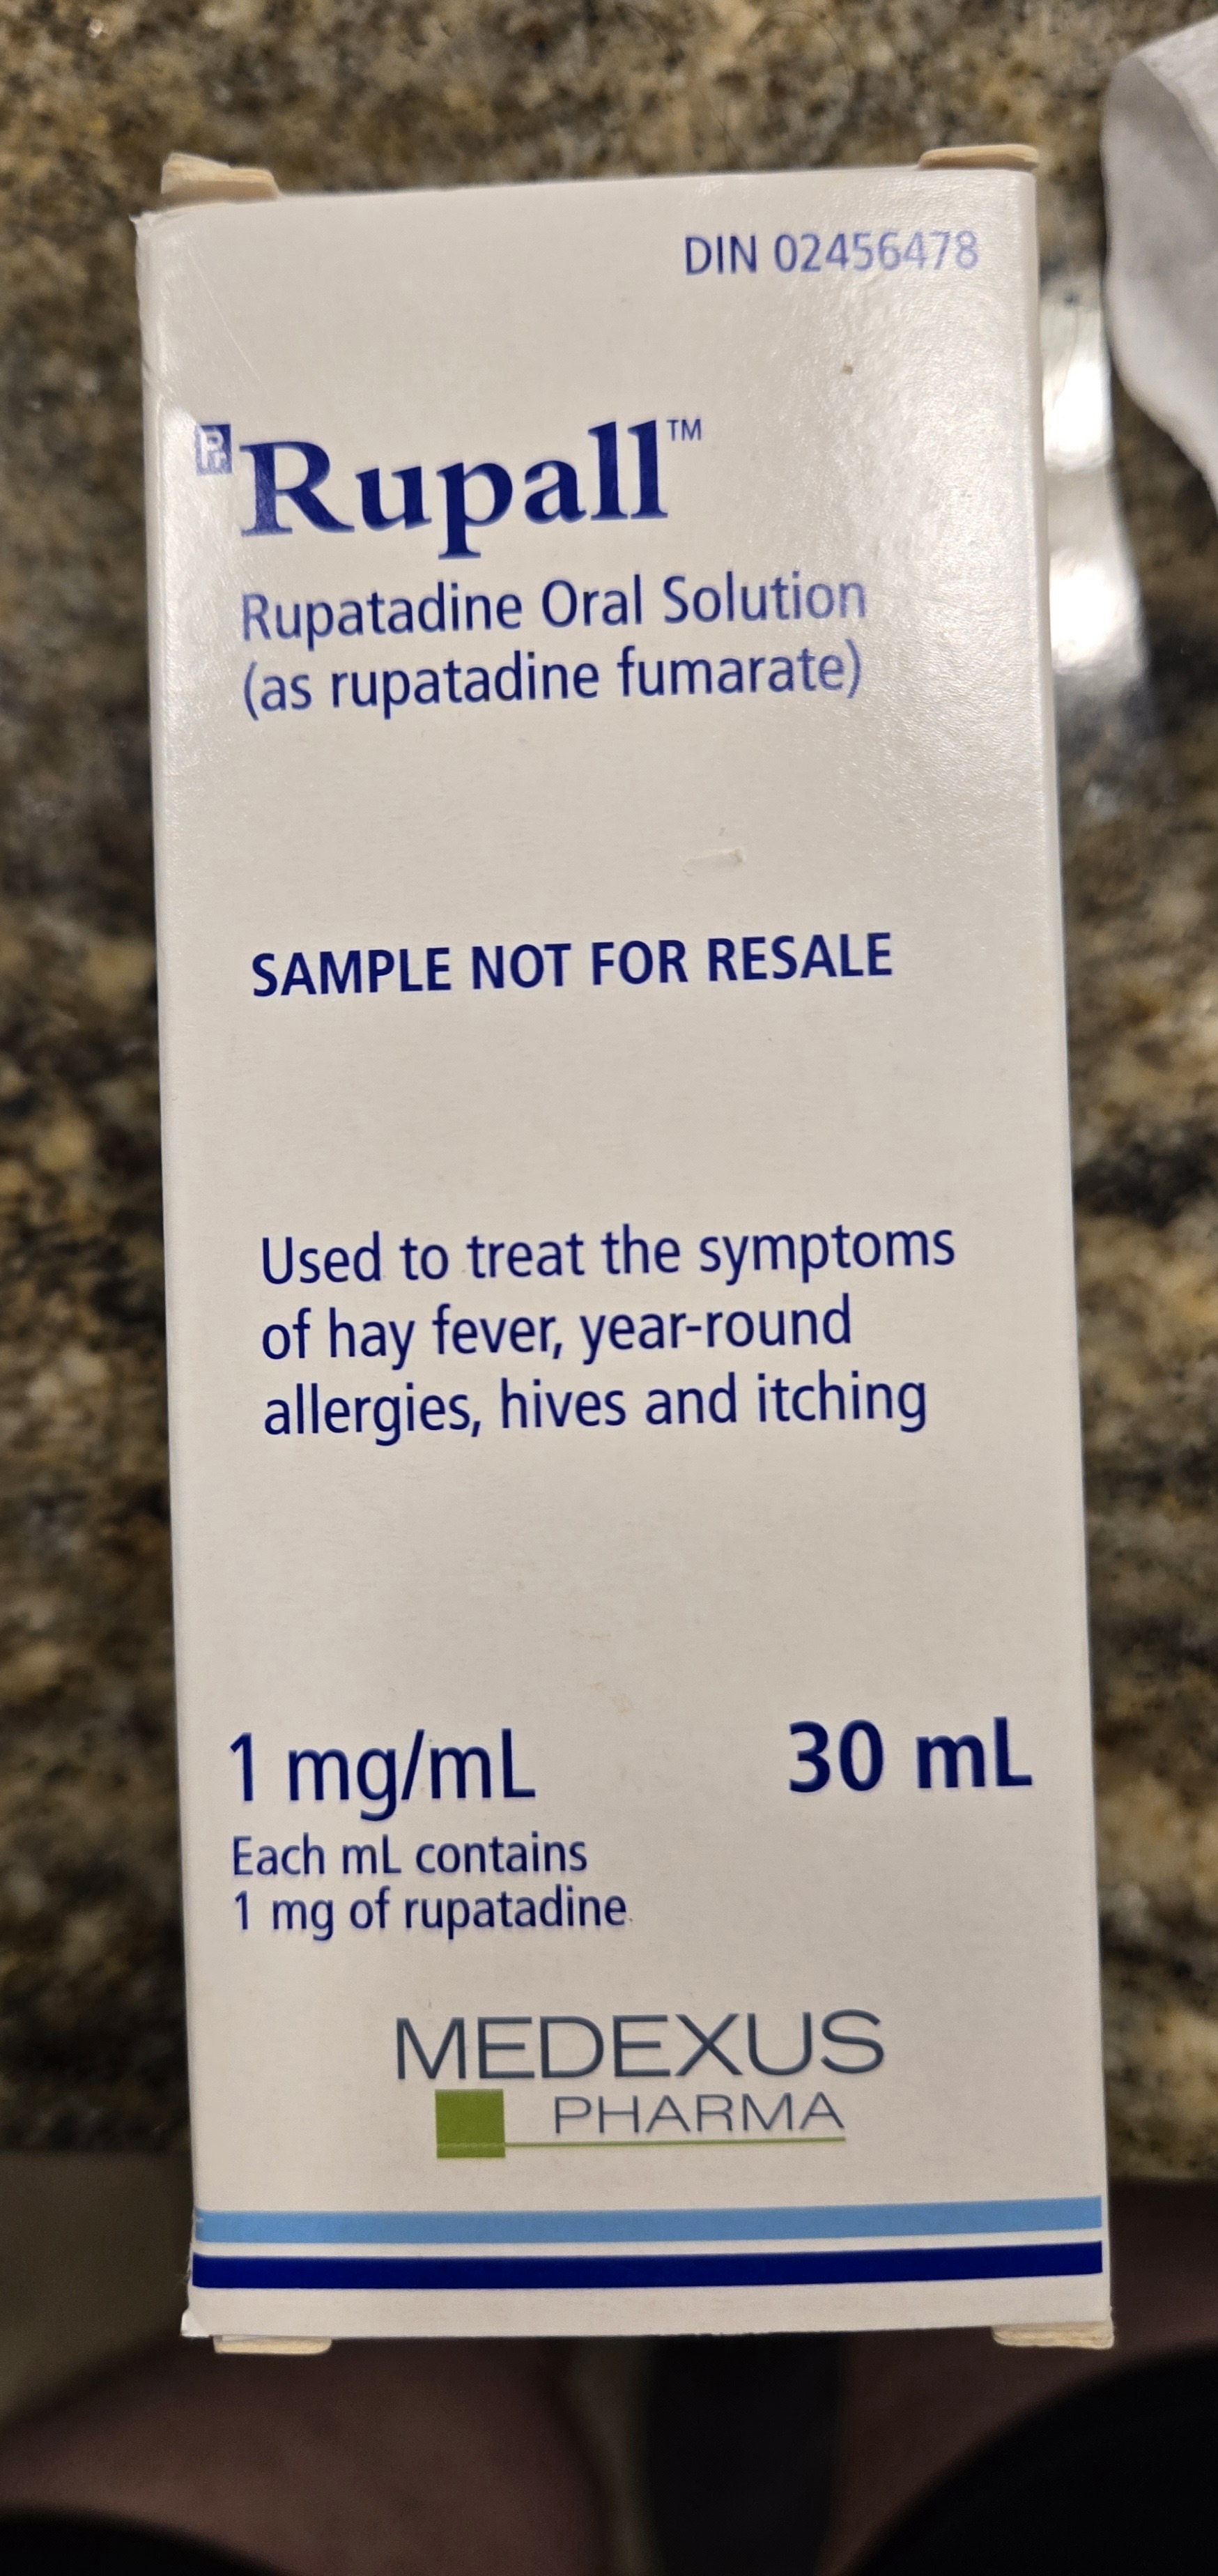 DIN 02456478
Pr Rupall™
Rupatadine Oral Solution
(as rupatadine fumarate)
SAMPLE NOT FOR RESALE
Used to treat the symptoms
of hay fever, year-round
allergies, hives and itching
1 mg/mL 30 mL
Each mL contains
1 mg of rupatadine
MEDEXUS
PHARMA